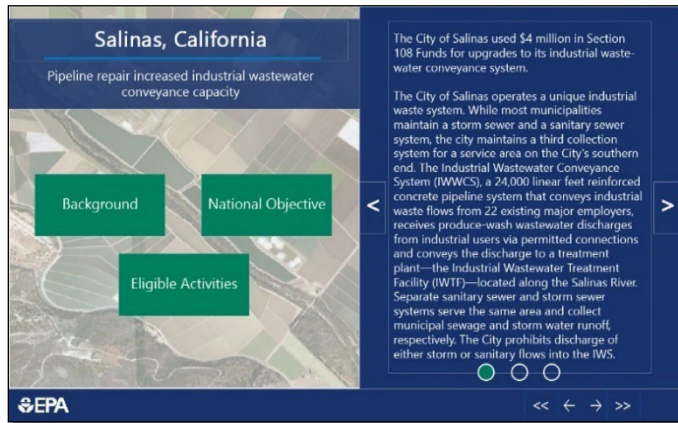 Salinas, California
Pipeline repair increased industrial wastewater
conveyance capacity
Background
National Objective
Eligible Activities
The City of Salinas used $4 million in Section
108 Funds for upgrades to its industrial waste-
water conveyance system.
The City of Salinas operates a unique industrial
waste system. While most municipalities
maintain a storm sewer and a sanitary sewer
system, the city maintains a third collection
system for a service area on the City's southern
end. The Industrial Wastewater Conveyance
System (IWWCS), a 24,000 linear feet reinforced
concrete pipeline system that conveys industrial
waste flows from 22 existing major employers,
receives produce-wash wastewater discharges
from industrial users via permitted connections
and conveys the discharge to a treatment
plant—the Industrial Wastewater Treatment
Facility (IWTF)—located along the Salinas River.
Separate sanitary sewer and storm sewer
systems serve the same area and collect
municipal sewage and storm water runoff,
respectively. The City prohibits discharge of
either storm or sanitary flows into the IWS.
< >
EPA
<< ← → >>